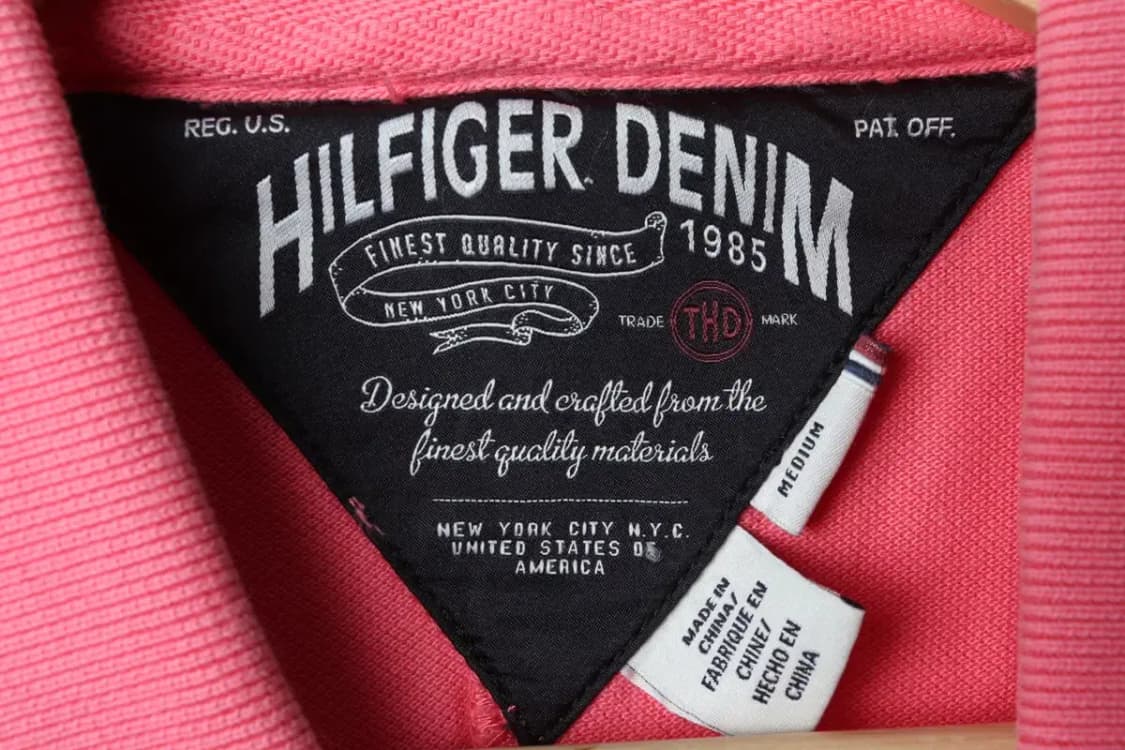 REG. U.S.
PAT. OFF.
HILFIGER DENIM
FINEST QUALITY SINCE
1985
NEW YORK CITY
TRADE THD MARK
Designed and crafted from the
finest quality materials
NEW YORK CITY N.Y.C.
UNITED STATES OF
AMERICA
MEDIUM
MADE IN
CHINA/
FABRIQUE EN
CHINE/
HECHO EN
CHINA